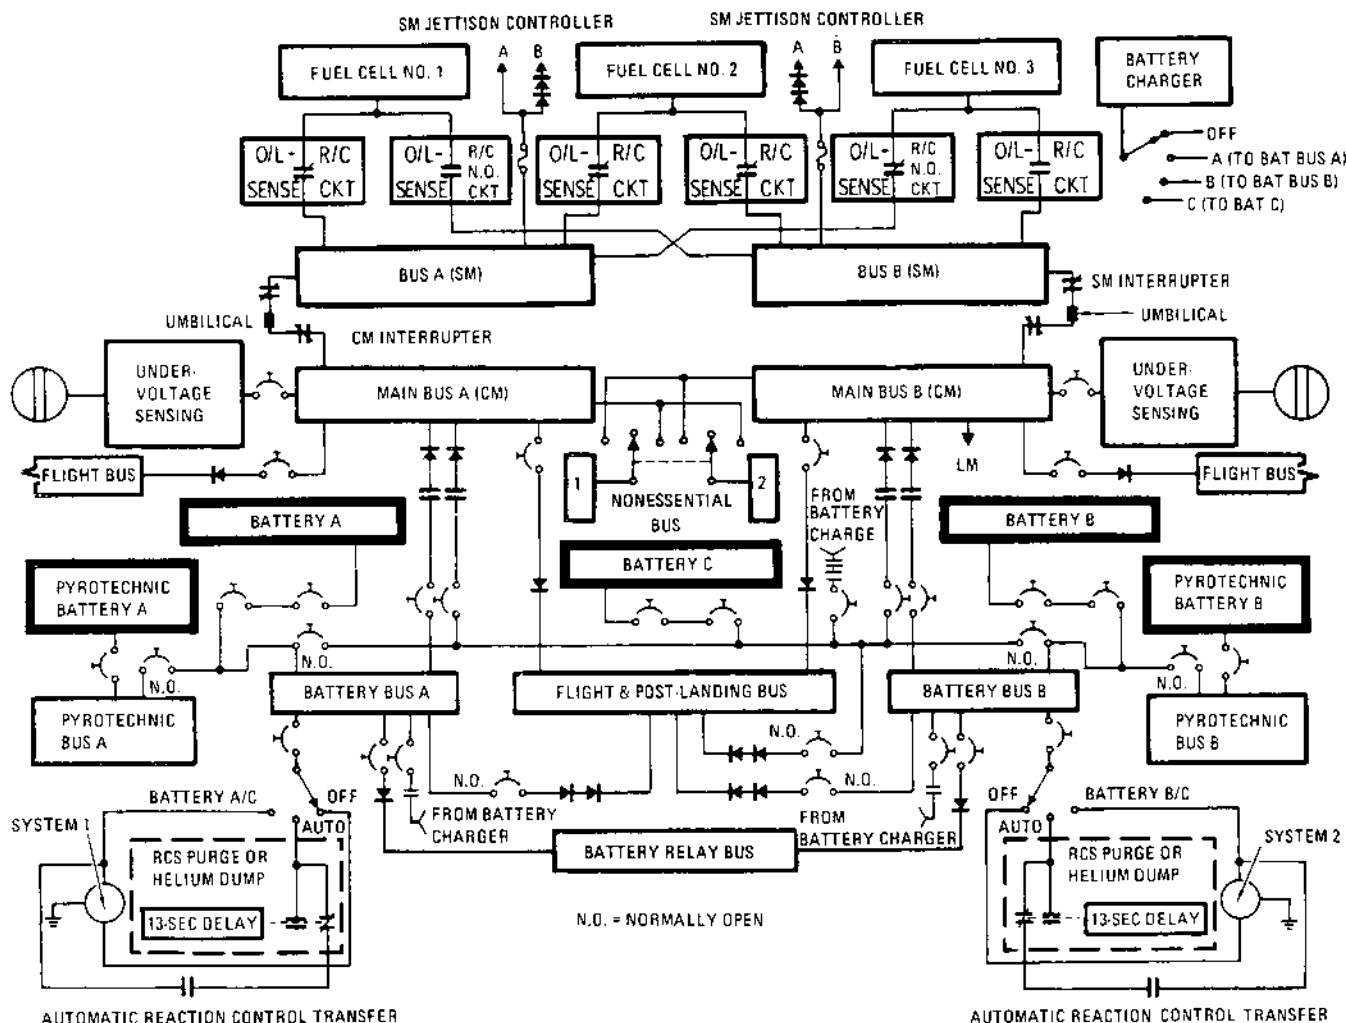 SM JETTISON CONTROLLER
SM JETTISON CONTROLLER
A B
A B
FUEL CELL NO. 1
FUEL CELL NO. 2
FUEL CELL NO. 3
BATTERY
CHARGER
OFF
A (TO BAT BUS A)
B (TO BAT BUS B)
C (TO BAT C)
O/L- R/C
SENSE CKT
O/L- R/C
N.O.
SENSE CKT
O/L- R/C
SENSE CKT
O/L- R/C
SENSE CKT
O/L- R/C
N.O.
SENSE CKT
O/L- R/C
SENSE CKT
BUS A (SM)
BUS B (SM)
SM INTERRUPTER
UMBILICAL
UMBILICAL
CM INTERRUPTER
UNDER-
VOLTAGE
SENSING
MAIN BUS A (CM)
MAIN BUS B (CM)
UNDER-
VOLTAGE
SENSING
FLIGHT BUS
LM
FLIGHT BUS
1
NONESSENTIAL
BUS
2
FROM
BATTERY
CHARGE
BATTERY A
BATTERY B
BATTERY C
PYROTECHNIC
BATTERY A
PYROTECHNIC
BATTERY B
N.O.
N.O.
N.O.
N.O.
BATTERY BUS A
FLIGHT & POST-LANDING BUS
BATTERY BUS B
PYROTECHNIC
BUS A
PYROTECHNIC
BUS B
N.O.
N.O.
N.O.
BATTERY A/C
OFF
AUTO
FROM BATTERY
CHARGER
FROM
BATTERY CHARGER
OFF
AUTO
BATTERY B/C
SYSTEM 1
SYSTEM 2
BATTERY RELAY BUS
RCS PURGE OR
HELIUM DUMP
RCS PURGE OR
HELIUM DUMP
13-SEC DELAY
13-SEC DELAY
N.O. = NORMALLY OPEN
AUTOMATIC REACTION CONTROL TRANSFER
AUTOMATIC REACTION CONTROL TRANSFER